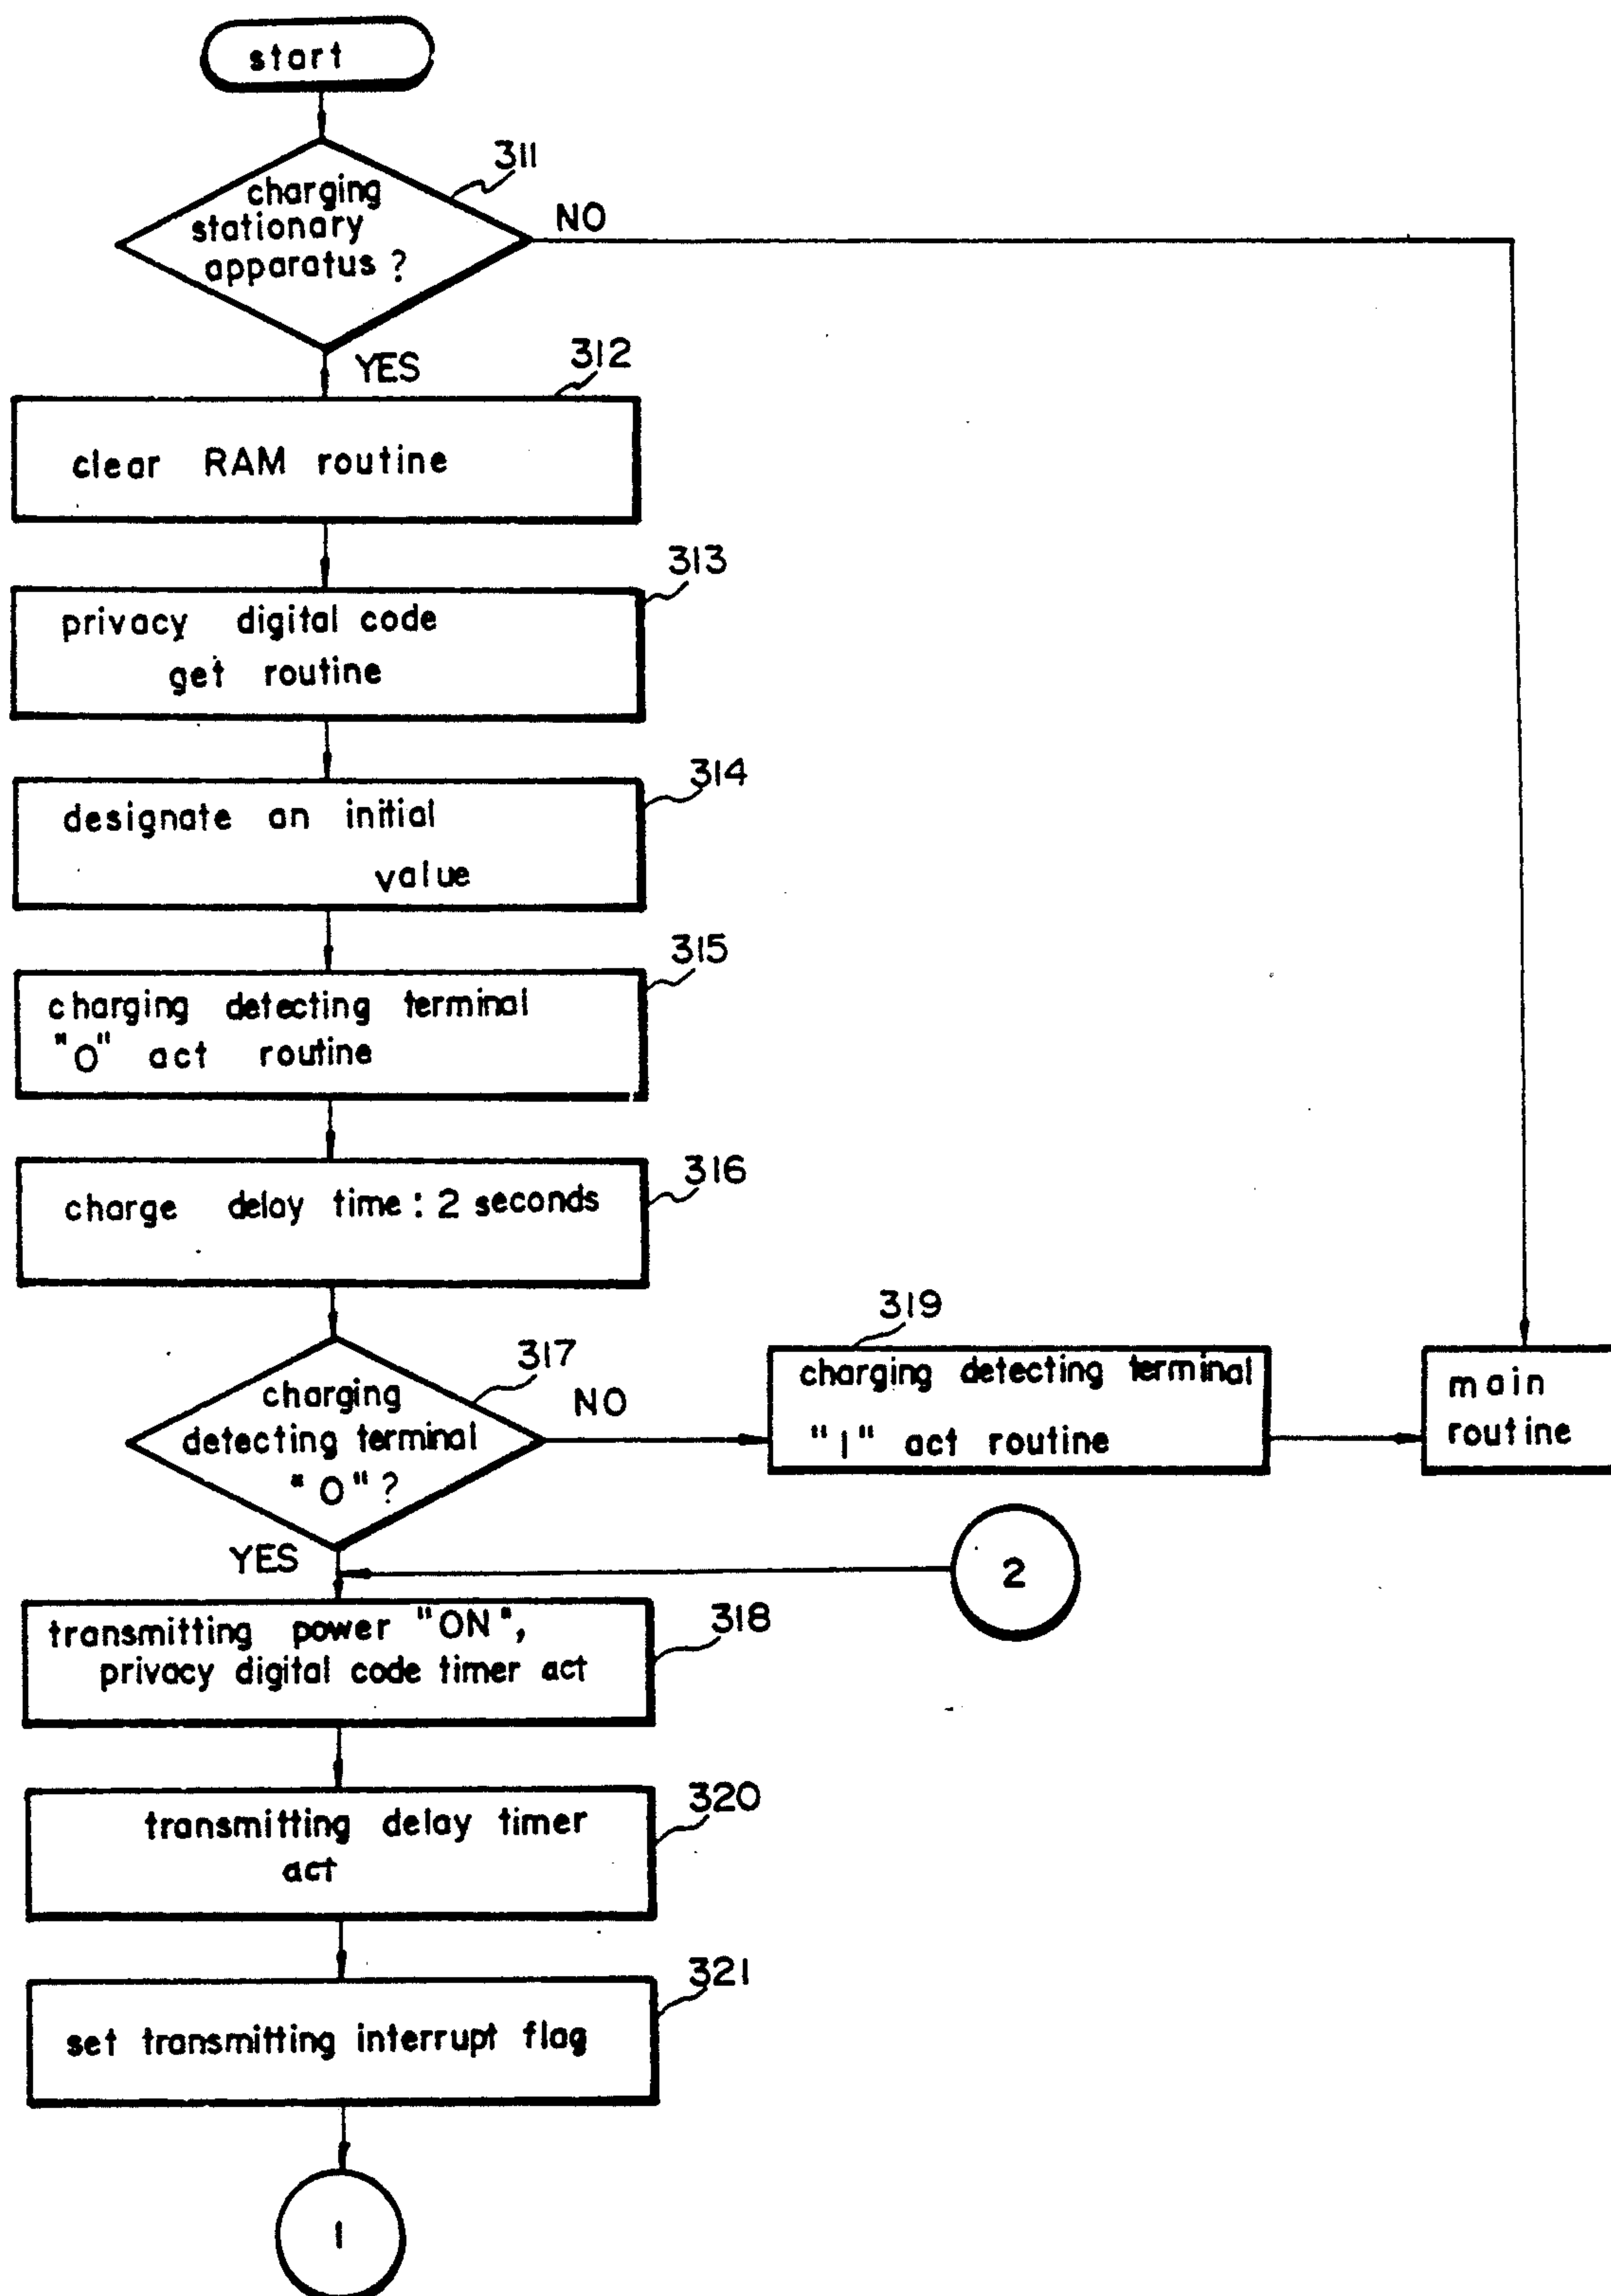 start
311
charging
stationary
apparatus ?
NO
YES
312
clear RAM routine
313
privacy digital code
get routine
314
designate an initial
value
315
charging detecting terminal
"0" act routine
316
charge delay time : 2 seconds
317
charging
detecting terminal
"0" ?
NO
319
charging detecting terminal
"1" act routine
main
routine
YES
2
318
transmitting power "ON",
privacy digital code timer act
320
transmitting delay timer
act
321
set transmitting interrupt flag
1